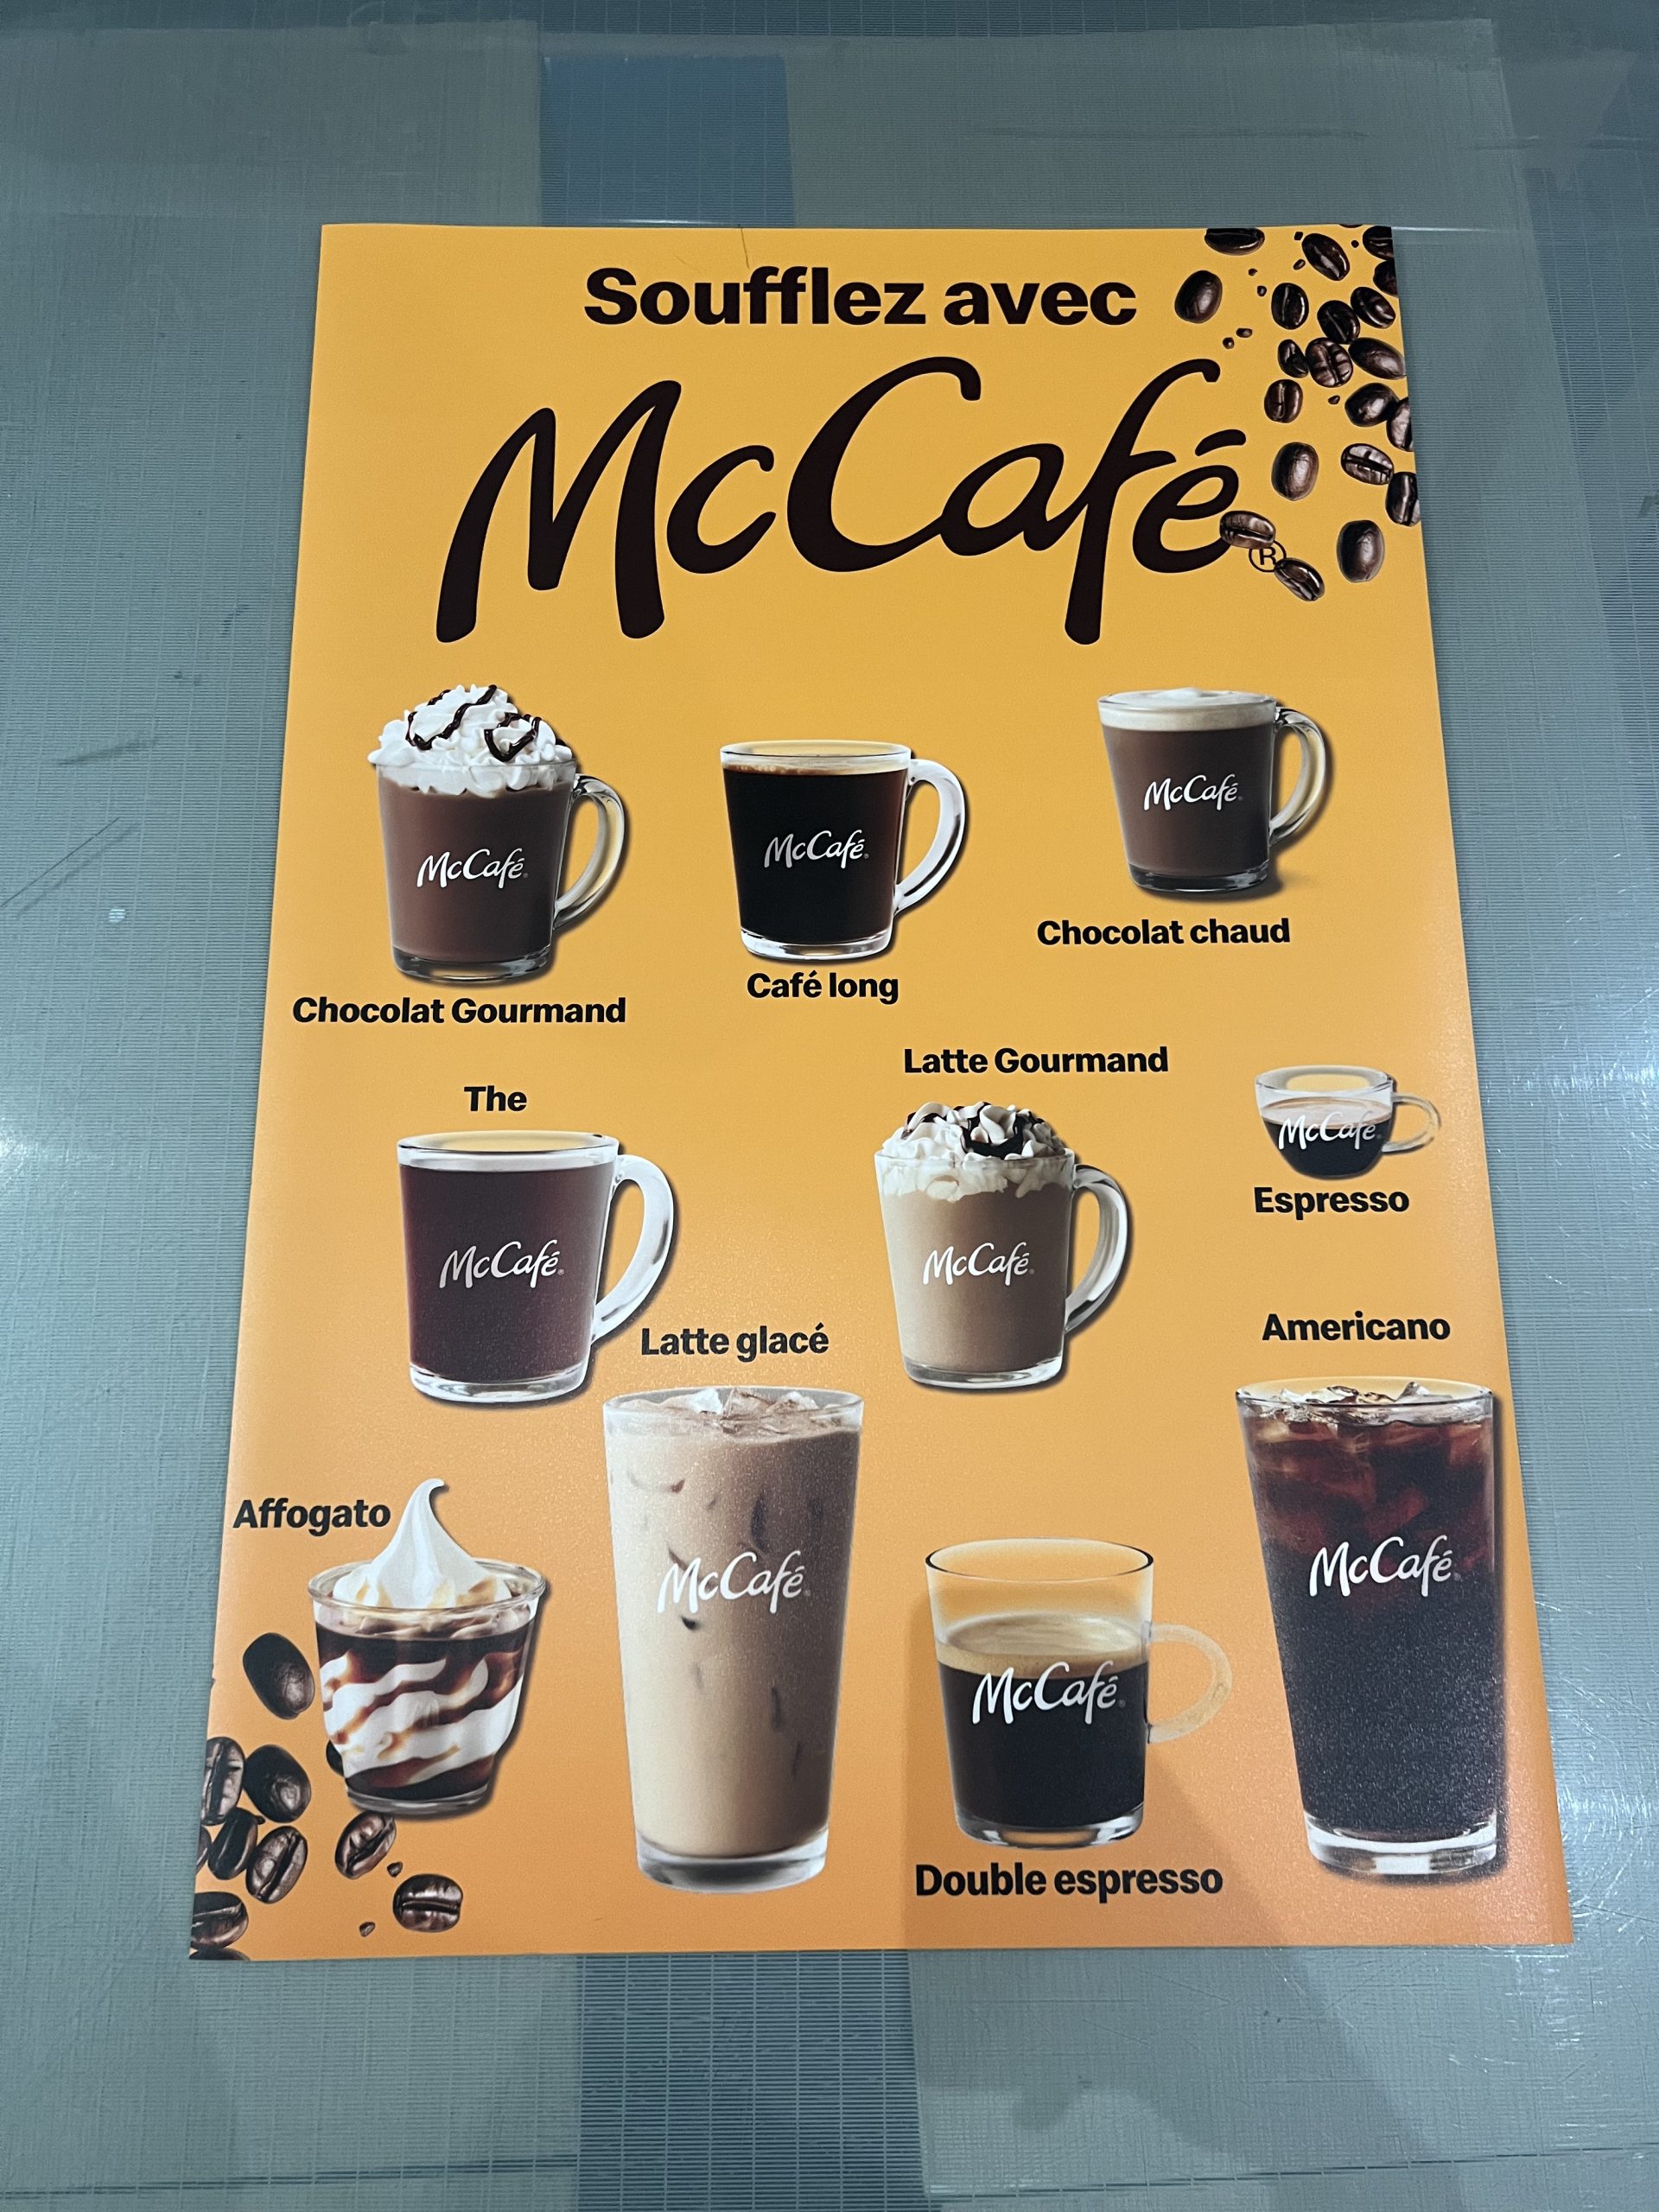 Soufflez avec
McCafé®
McCafé
McCafé
McCafé
Chocolat Gourmand
Café long
Chocolat chaud
The
Latte Gourmand
McCafé
Espresso
McCafé
McCafé
Latte glacé
Americano
Affogato
McCafé
McCafé
McCafé
Double espresso